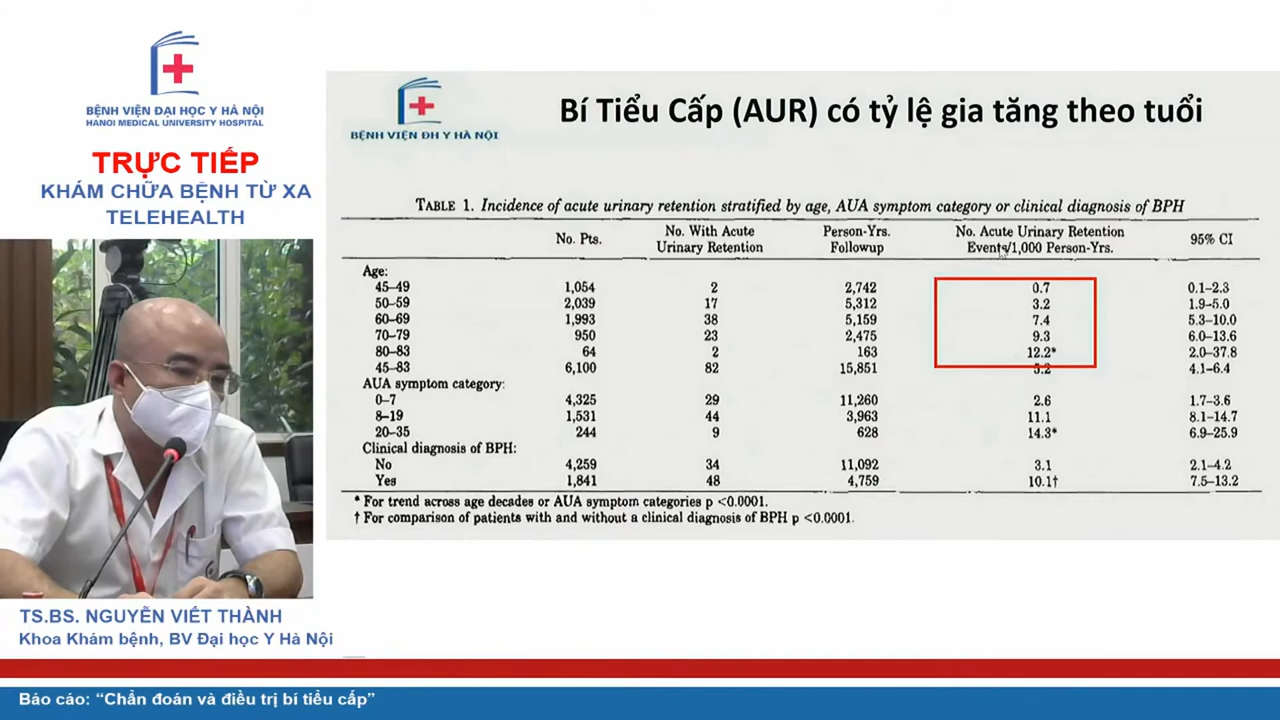 BỆNH VIỆN ĐẠI HỌC Y HÀ NỘI
HANOI MEDICAL UNIVERSITY HOSPITAL
TRỰC TIẾP
KHÁM CHỮA BỆNH TỪ XA
TELEHEALTH
BỆNH VIỆN ĐH Y HÀ NỘI
Bí Tiểu Cấp (AUR) có tỷ lệ gia tăng theo tuổi
TABLE 1. Incidence of acute urinary retention stratified by age, AUA symptom category or clinical diagnosis of BPH
No. Pts. No. With Acute Urinary Retention Person-Yrs. Followup No. Acute Urinary Retention Events/1,000 Person-Yrs. 95% CI
Age:
45–49 1,054 2 2,742 0.7 0.1–2.3
50–59 2,039 17 5,312 3.2 1.9–5.0
60–69 1,993 38 5,159 7.4 5.3–10.0
70–79 950 23 2,475 9.3 6.0–13.6
80–83 64 2 163 12.2* 2.0–37.8
45–83 6,100 82 15,851 5.2 4.1–6.4
AUA symptom category:
0–7 4,325 29 11,260 2.6 1.7–3.6
8–19 1,531 44 3,963 11.1 8.1–14.7
20–35 244 9 628 14.3* 6.9–25.9
Clinical diagnosis of BPH:
No 4,259 34 11,092 3.1 2.1–4.2
Yes 1,841 48 4,759 10.1† 7.5–13.2
* For trend across age decades or AUA symptom categories p <0.0001.
† For comparison of patients with and without a clinical diagnosis of BPH p <0.0001.
TS.BS. NGUYỄN VIẾT THÀNH
Khoa Khám bệnh, BV Đại học Y Hà Nội
Báo cáo: “Chẩn đoán và điều trị bí tiểu cấp”